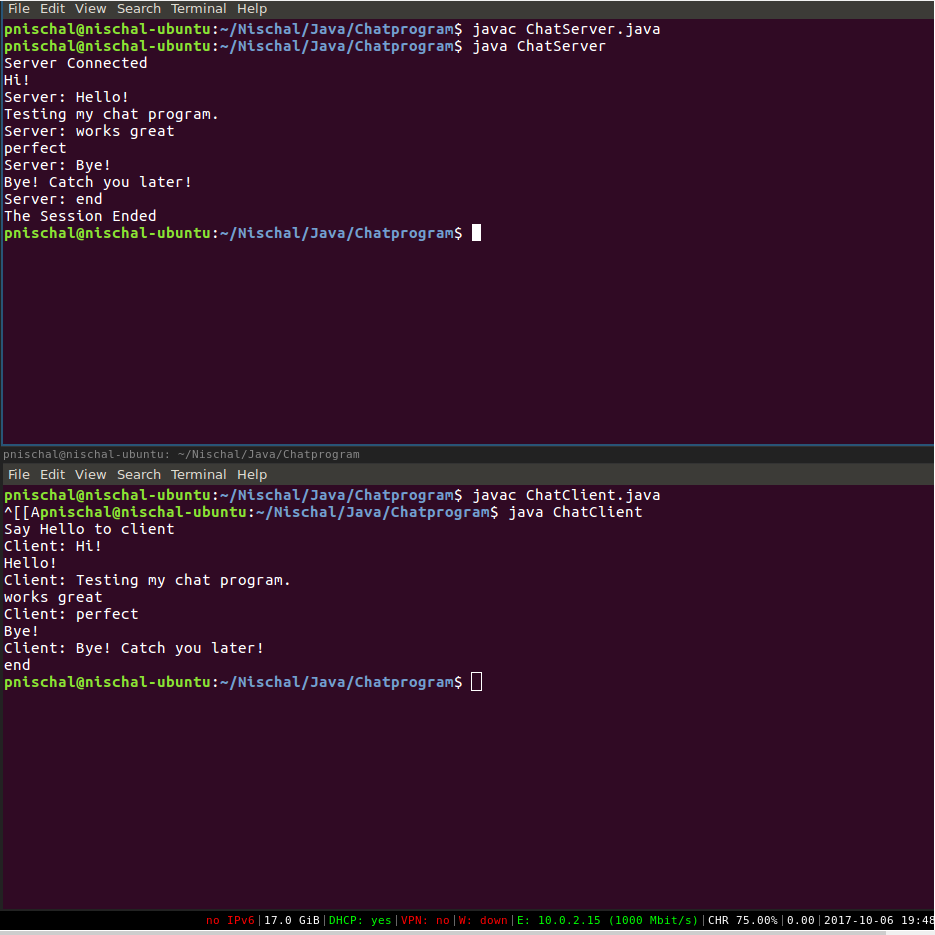 File Edit View Search Terminal Help
pnischal@nischal-ubuntu:~/Nischal/Java/Chatprogram$ javac ChatServer.java
pnischal@nischal-ubuntu:~/Nischal/Java/Chatprogram$ java ChatServer
Server Connected
Hi!
Server: Hello!
Testing my chat program.
Server: works great
perfect
Server: Bye!
Bye! Catch you later!
Server: end
The Session Ended
pnischal@nischal-ubuntu:~/Nischal/Java/Chatprogram$
pnischal@nischal-ubuntu: ~/Nischal/Java/Chatprogram
File Edit View Search Terminal Help
pnischal@nischal-ubuntu:~/Nischal/Java/Chatprogram$ javac ChatClient.java
^[[Apnischal@nischal-ubuntu:~/Nischal/Java/Chatprogram$ java ChatClient
Say Hello to client
Client: Hi!
Hello!
Client: Testing my chat program.
works great
Client: perfect
Bye!
Client: Bye! Catch you later!
end
pnischal@nischal-ubuntu:~/Nischal/Java/Chatprogram$
no IPv6|17.0 GiB|DHCP: yes|VPN: no|W: down|E: 10.0.2.15 (1000 Mbit/s)|CHR 75.00%|0.00|2017-10-06 19:48